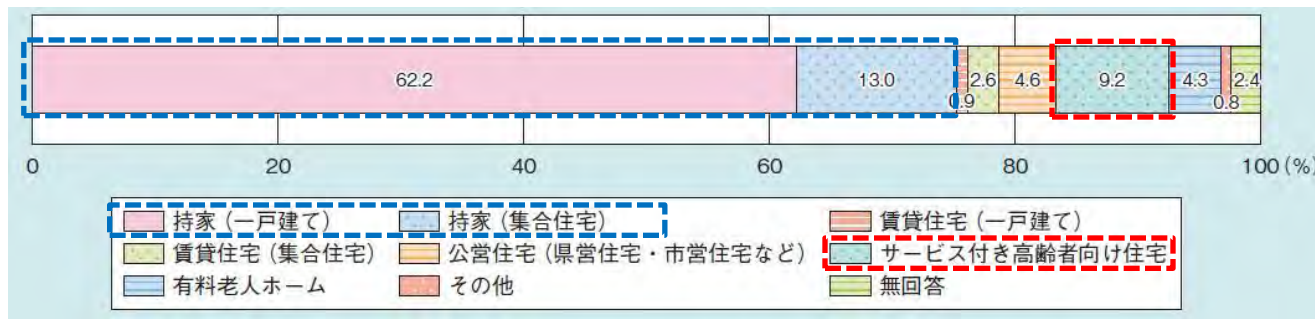 62.2 13.0 0.9 2.6 4.6 9.2 4.3 0.8 2.4
0 20 40 60 80 100 (%)
持家（一戸建て） 持家（集合住宅） 賃貸住宅（一戸建て）
賃貸住宅（集合住宅） 公営住宅（県営住宅・市営住宅など） サービス付き高齢者向け住宅
有料老人ホーム その他 無回答